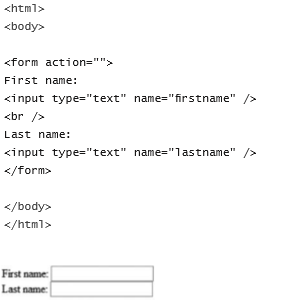 <html>
<body>
<form action="">
First name:
<input type="text" name="firstname" />
<br />
Last name:
<input type="text" name="lastname" />
</form>
</body>
</html>
First name:
Last name: